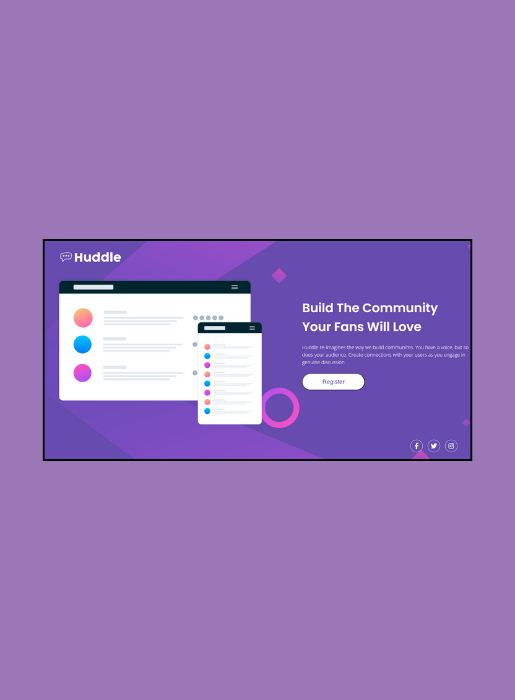 Huddle
Build The Community
Your Fans Will Love
Huddle re-imagines the way we build communities. You have a voice, but so
does your audience. Create connections with your users as you engage in
genuine discussion.
Register